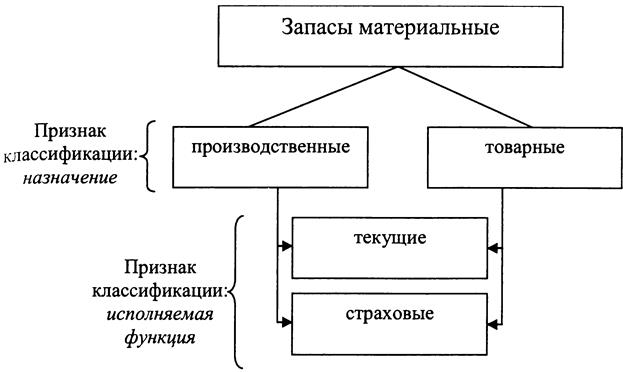 Запасы материальные
Признак
классификации:
назначение
производственные
товарные
Признак
классификации:
исполняемая
функция
текущие
страховые